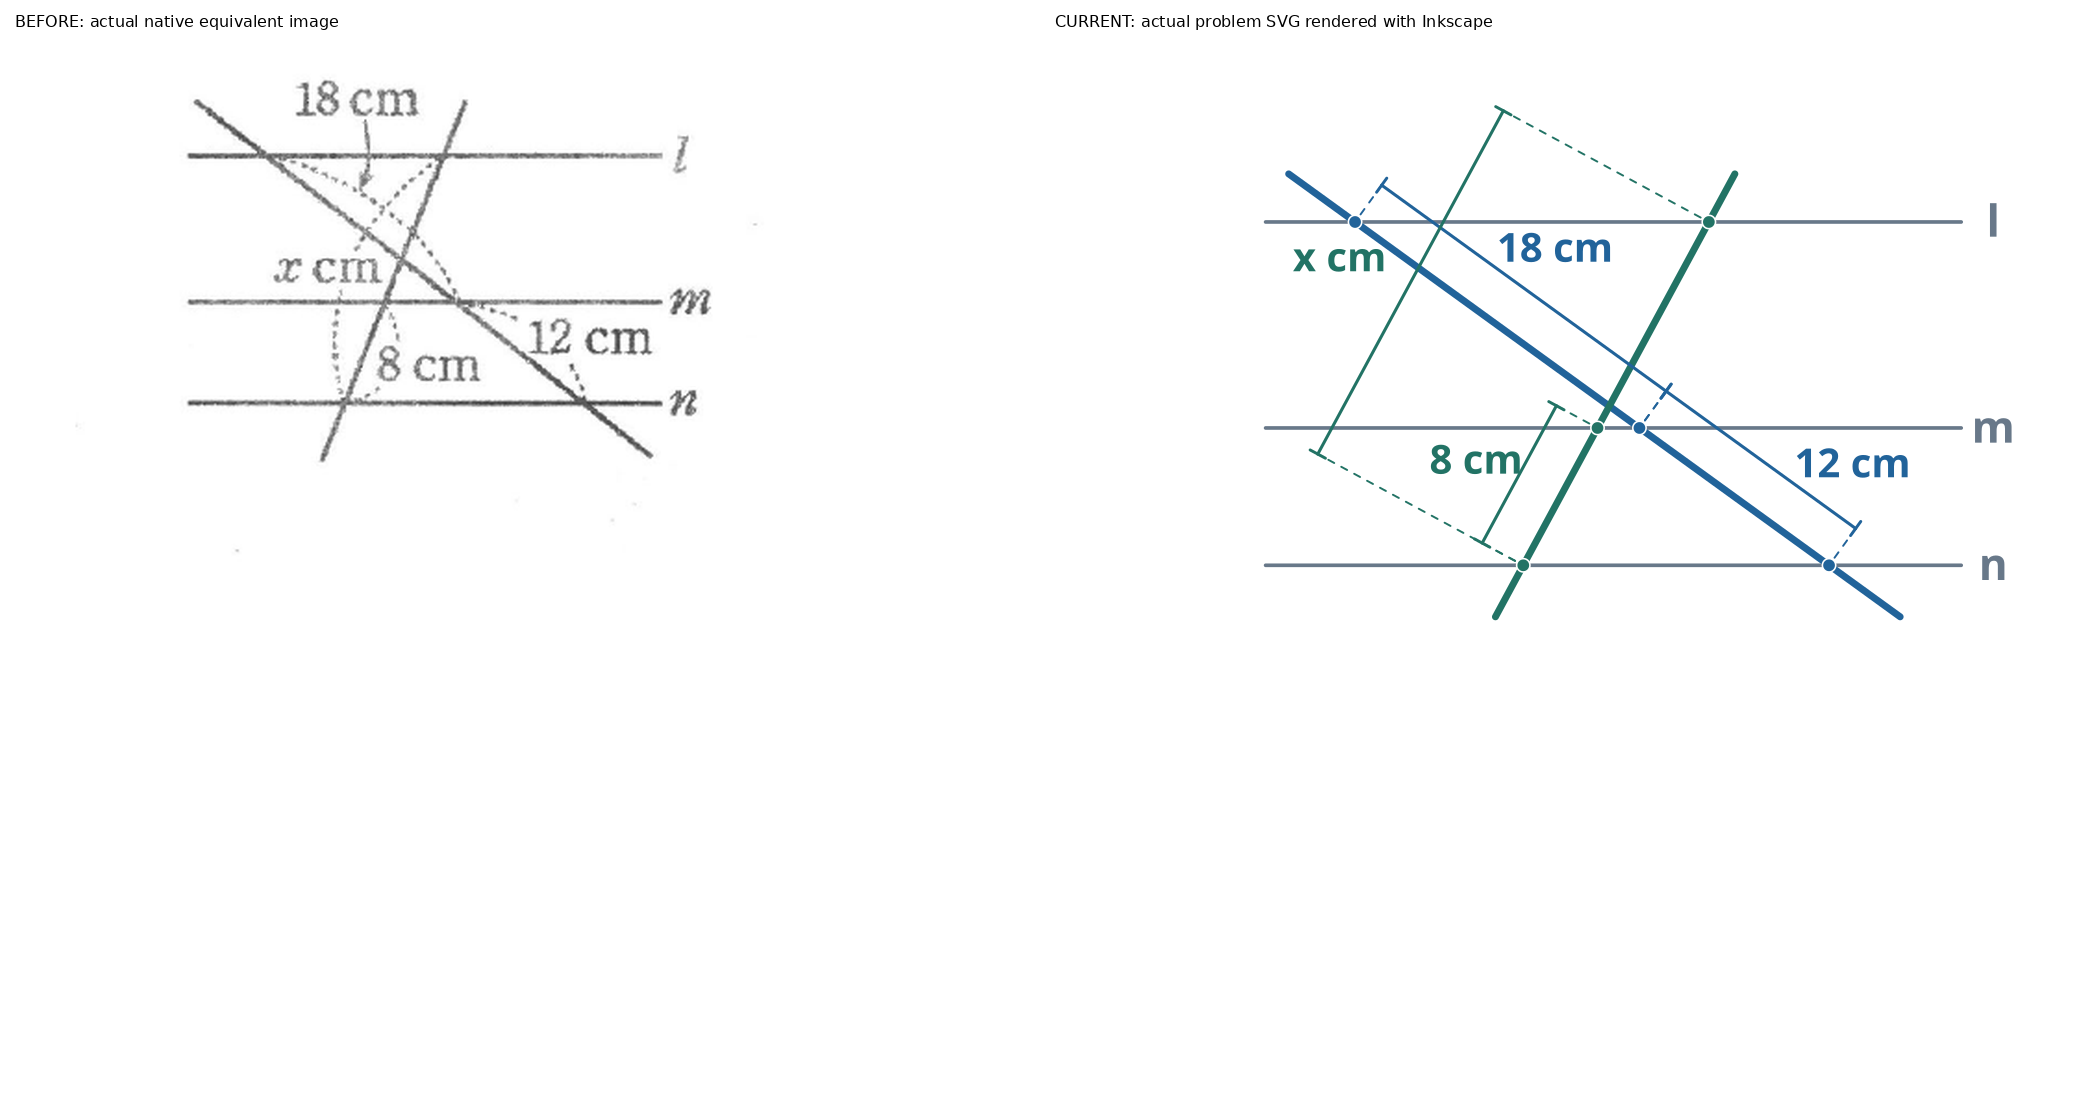 BEFORE: actual native equivalent image
18 cm
l
x cm
m
12 cm
8 cm
n
CURRENT: actual problem SVG rendered with Inkscape
l
18 cm
x cm
m
8 cm
12 cm
n